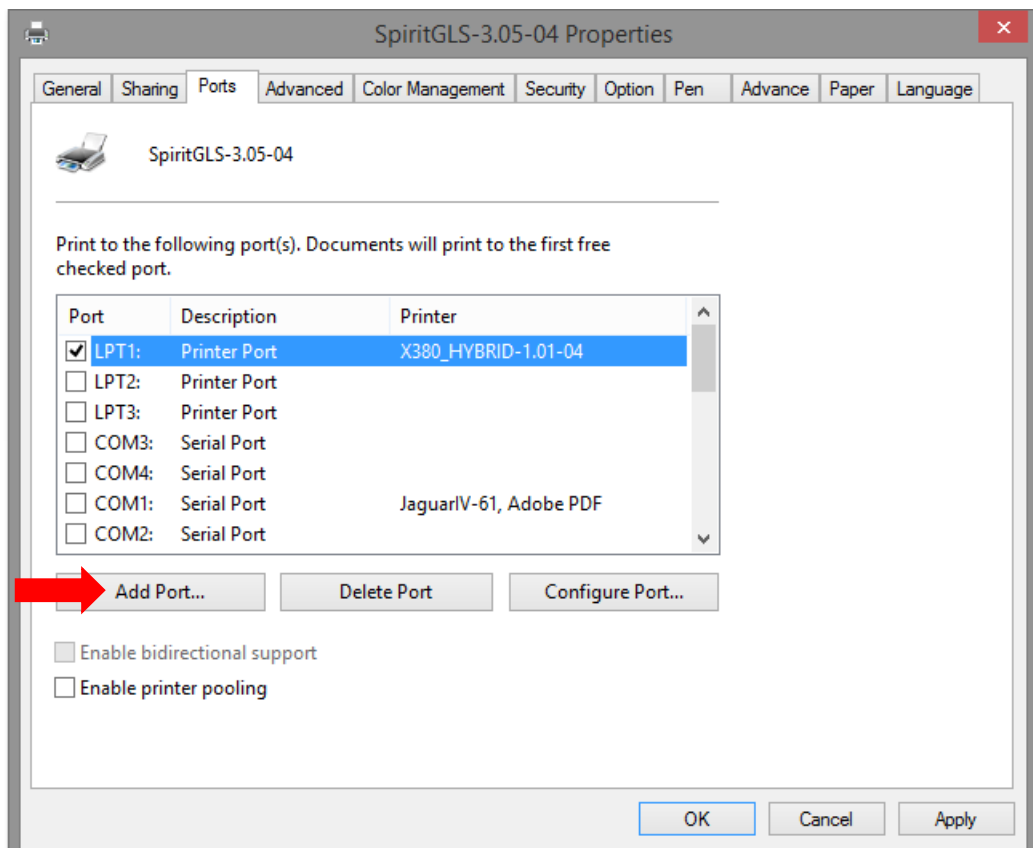 SpiritGLS-3.05-04 Properties
General Sharing Ports Advanced Color Management Security Option Pen Advance Paper Language
SpiritGLS-3.05-04
Print to the following port(s). Documents will print to the first free
checked port.
Port Description Printer
LPT1: Printer Port X380_HYBRID-1.01-04
LPT2: Printer Port
LPT3: Printer Port
COM3: Serial Port
COM4: Serial Port
COM1: Serial Port JaguarIV-61, Adobe PDF
COM2: Serial Port
Add Port... Delete Port Configure Port...
Enable bidirectional support
Enable printer pooling
OK Cancel Apply